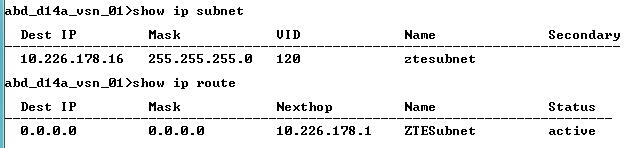 abd_d14a_vsn_01>show ip subnet
Dest IP Mask VID Name Secondary
10.226.178.16 255.255.255.0 120 ztesubnet
abd_d14a_vsn_01>show ip route
Dest IP Mask Nexthop Name Status
0.0.0.0 0.0.0.0 10.226.178.1 ZTESubnet active